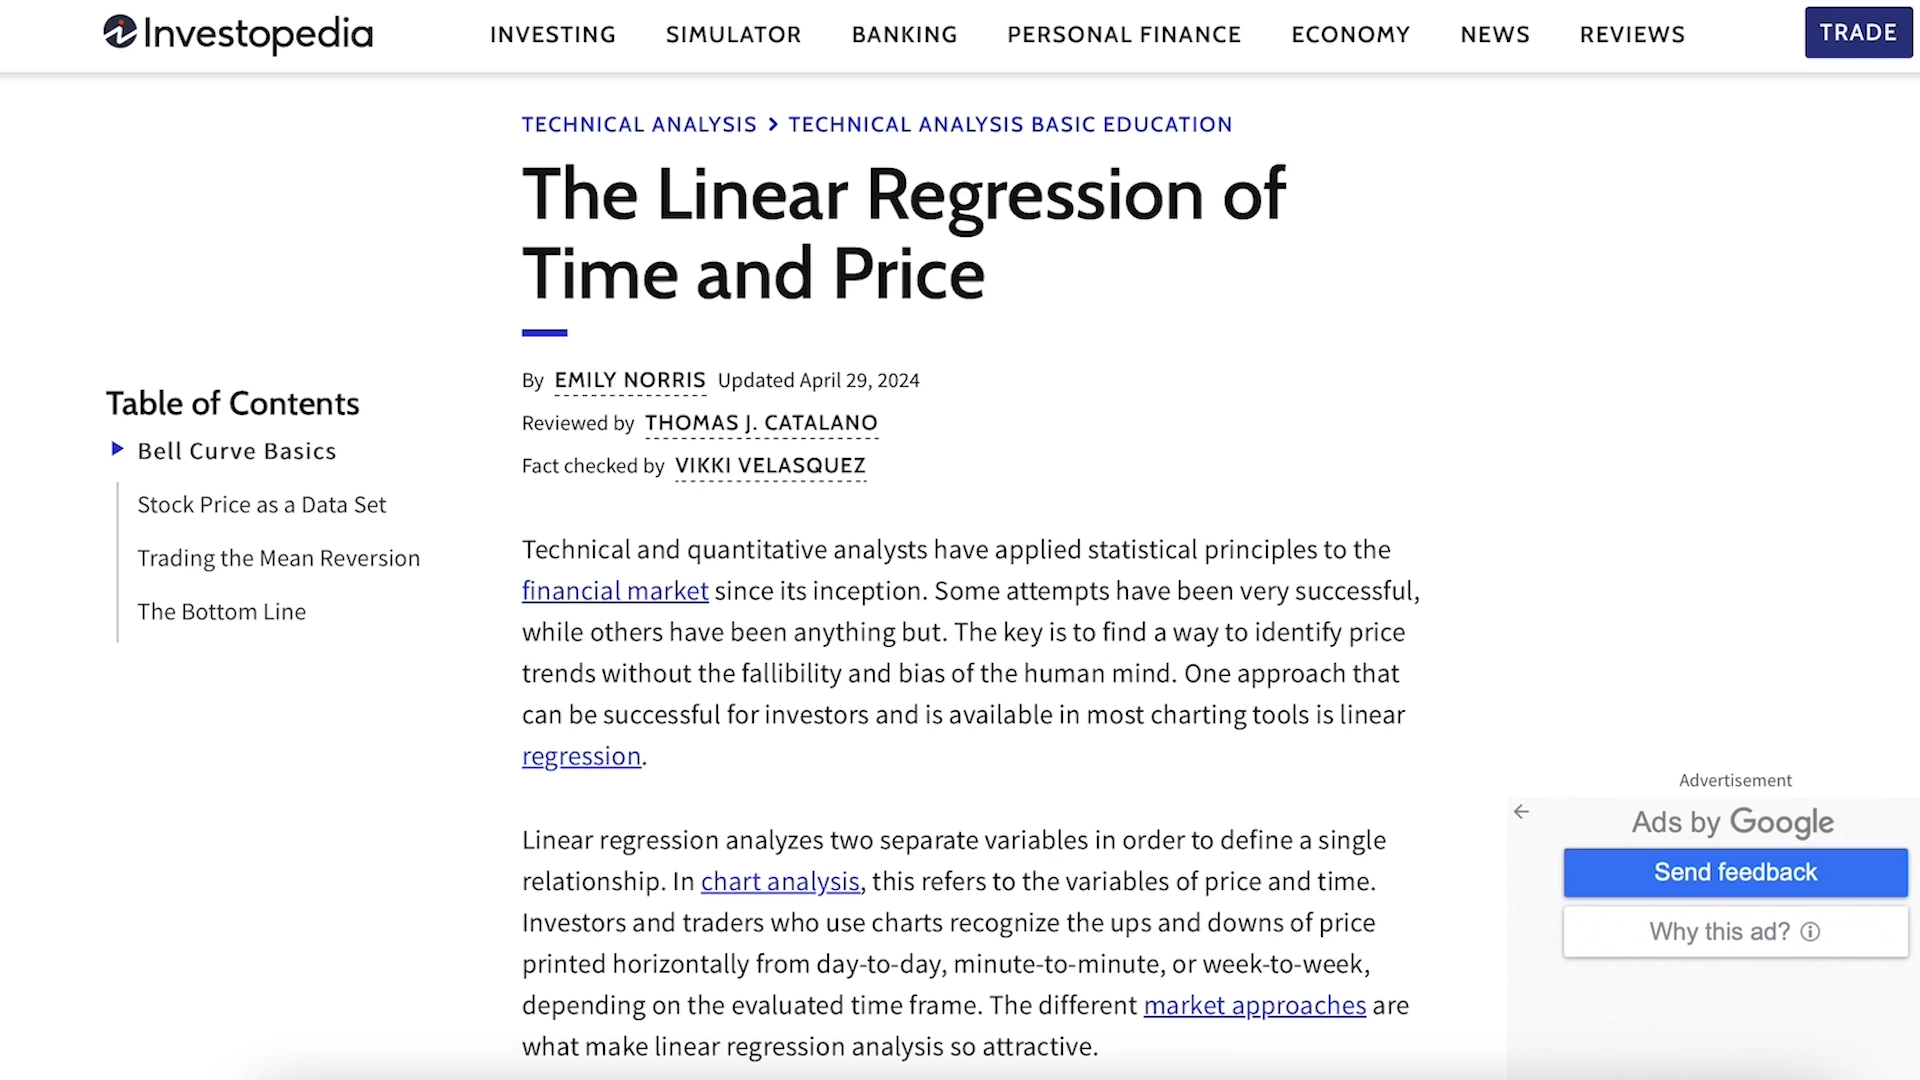 Investopedia
INVESTING SIMULATOR BANKING PERSONAL FINANCE ECONOMY NEWS REVIEWS TRADE
TECHNICAL ANALYSIS > TECHNICAL ANALYSIS BASIC EDUCATION
The Linear Regression of
Time and Price
By EMILY NORRIS Updated April 29, 2024
Reviewed by THOMAS J. CATALANO
Fact checked by VIKKI VELASQUEZ
Table of Contents
Bell Curve Basics
Stock Price as a Data Set
Trading the Mean Reversion
The Bottom Line
Technical and quantitative analysts have applied statistical principles to the
financial market since its inception. Some attempts have been very successful,
while others have been anything but. The key is to find a way to identify price
trends without the fallibility and bias of the human mind. One approach that
can be successful for investors and is available in most charting tools is linear
regression.
Linear regression analyzes two separate variables in order to define a single
relationship. In chart analysis, this refers to the variables of price and time.
Investors and traders who use charts recognize the ups and downs of price
printed horizontally from day-to-day, minute-to-minute, or week-to-week,
depending on the evaluated time frame. The different market approaches are
what make linear regression analysis so attractive.
Advertisement
Ads by Google
Send feedback
Why this ad?